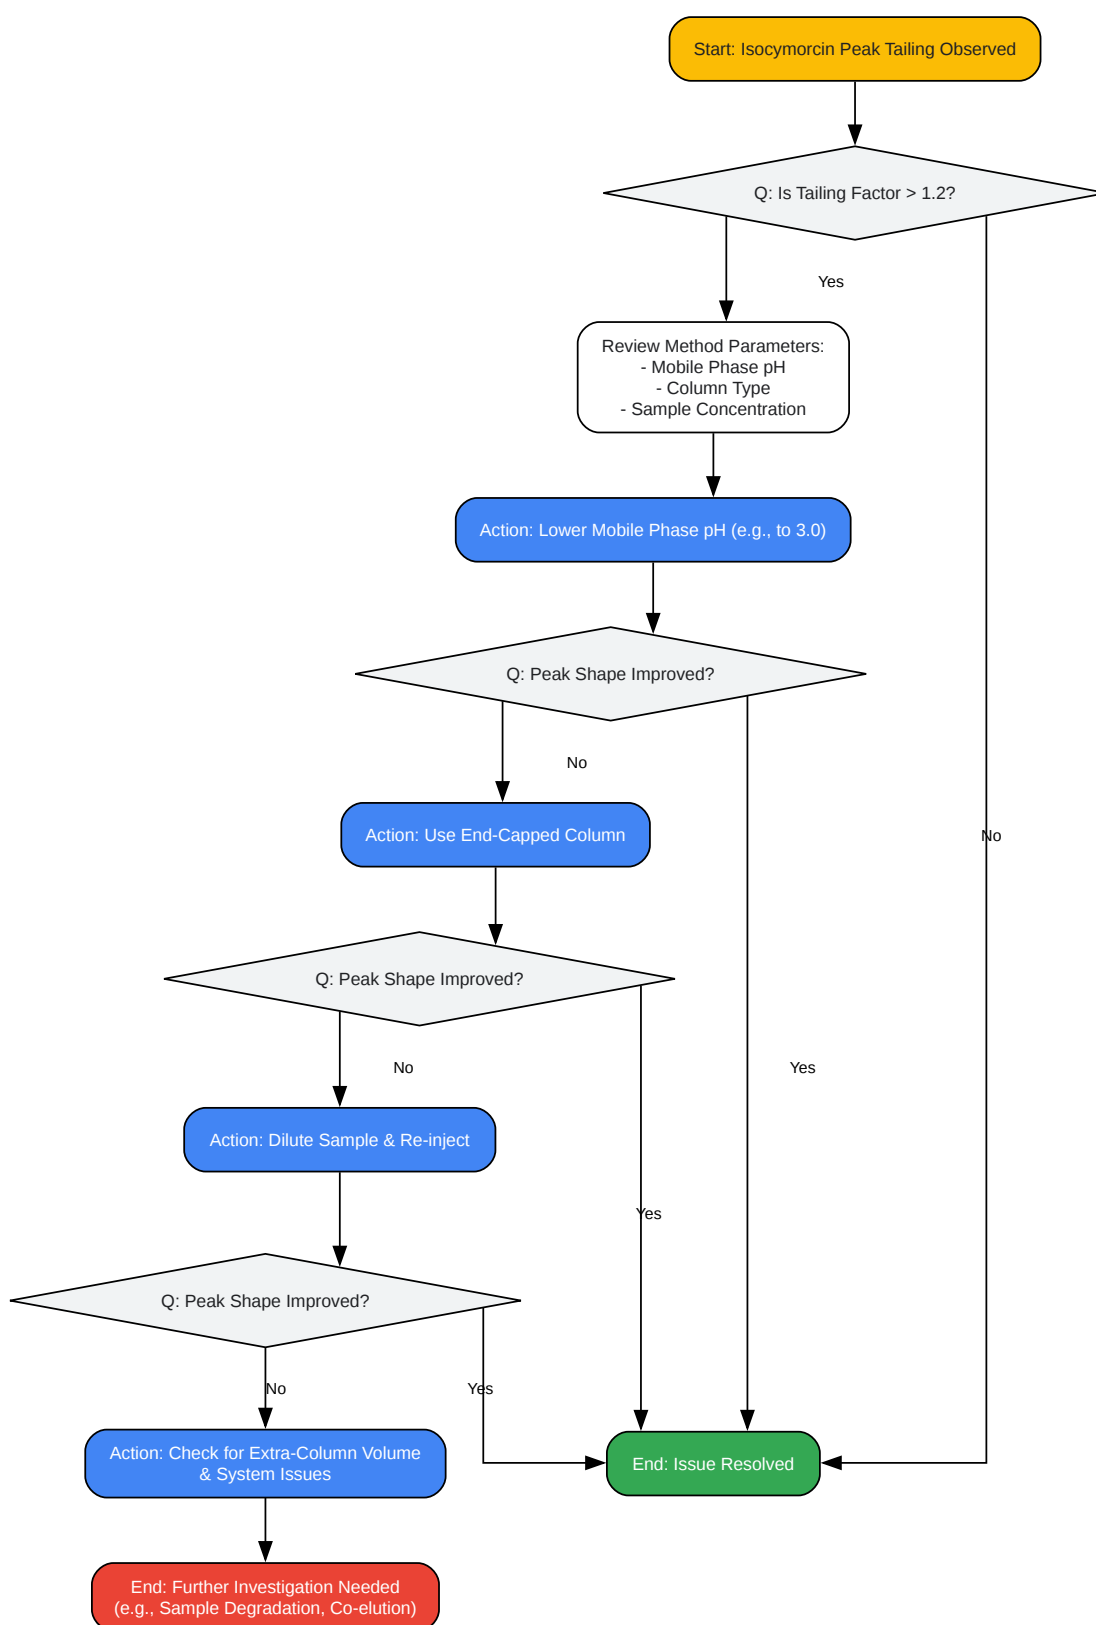 Start: Isocymorcin Peak Tailing Observed
Q: Is Tailing Factor > 1.2?
Yes
Review Method Parameters:
- Mobile Phase pH
- Column Type
- Sample Concentration
Action: Lower Mobile Phase pH (e.g., to 3.0)
Q: Peak Shape Improved?
No
Action: Use End-Capped Column
No
Q: Peak Shape Improved?
No
Yes
Action: Dilute Sample & Re-inject
Yes
Q: Peak Shape Improved?
No
Yes
Action: Check for Extra-Column Volume
& System Issues
End: Issue Resolved
End: Further Investigation Needed
(e.g., Sample Degradation, Co-elution)